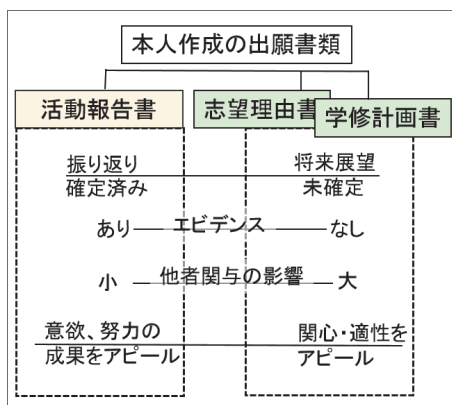 本人作成の出願書類
活動報告書
志望理由書
学修計画書
振り返り
確定済み
将来展望
未確定
あり
エビデンス
なし
小
他者関与の影響
大
意欲、努力の
成果をアピール
関心・適性を
アピール